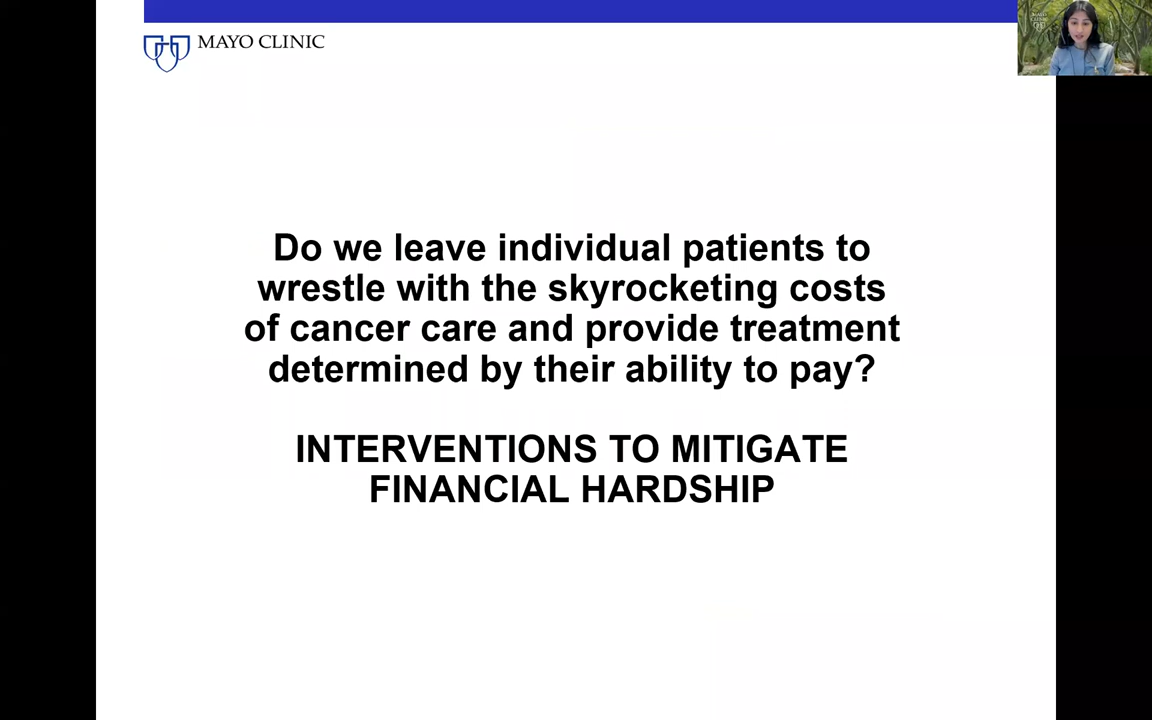 MAYO CLINIC
Do we leave individual patients to
wrestle with the skyrocketing costs
of cancer care and provide treatment
determined by their ability to pay?
INTERVENTIONS TO MITIGATE
FINANCIAL HARDSHIP